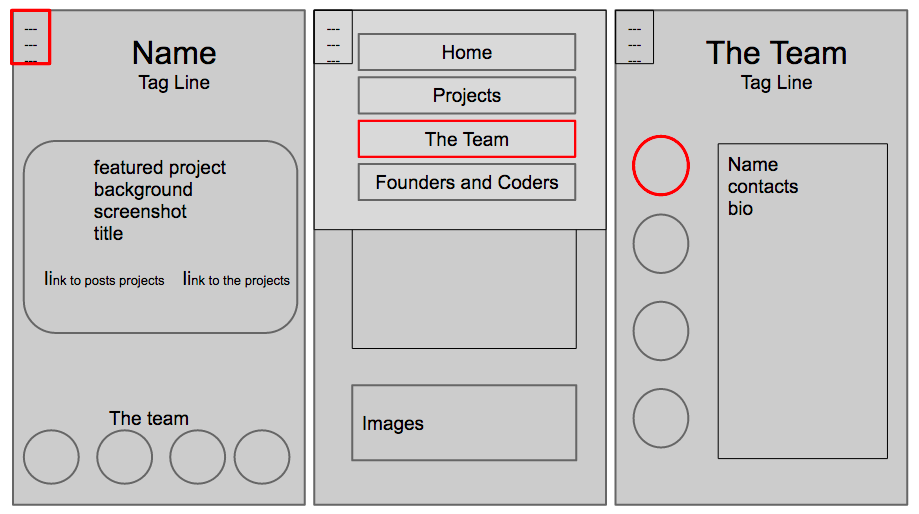 ---
---
---
Name
Tag Line
featured project
background
screenshot
title
link to posts projects
link to the projects
The team
---
---
---
Home
Projects
The Team
Founders and Coders
Images
---
---
---
The Team
Tag Line
Name
contacts
bio